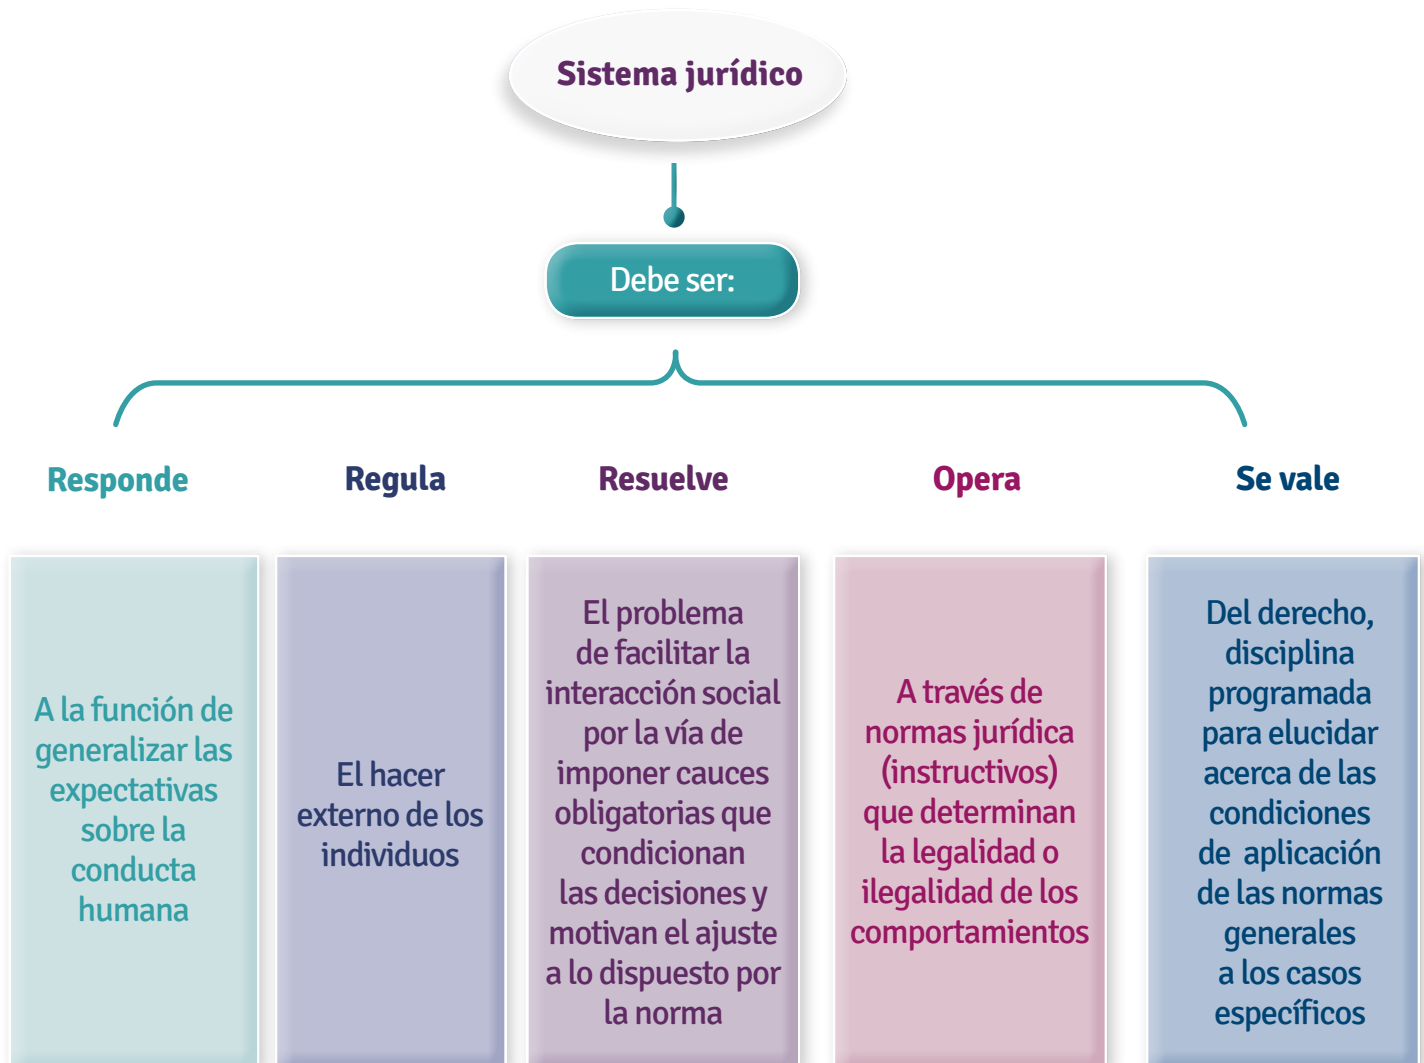 Sistema jurídico
Debe ser:
Responde
A la función de
generalizar las
expectativas
sobre la
conducta
humana
Regula
El hacer
externo de los
individuos
Resuelve
El problema
de facilitar la
interacción social
por la vía de
imponer cauces
obligatorias que
condicionan
las decisiones y
motivan el ajuste
a lo dispuesto por
la norma
Opera
A través de
normas jurídica
(instructivos)
que determinan
la legalidad o
ilegalidad de los
comportamientos
Se vale
Del derecho,
disciplina
programada
para elucidar
acerca de las
condiciones
de aplicación
de las normas
generales
a los casos
específicos